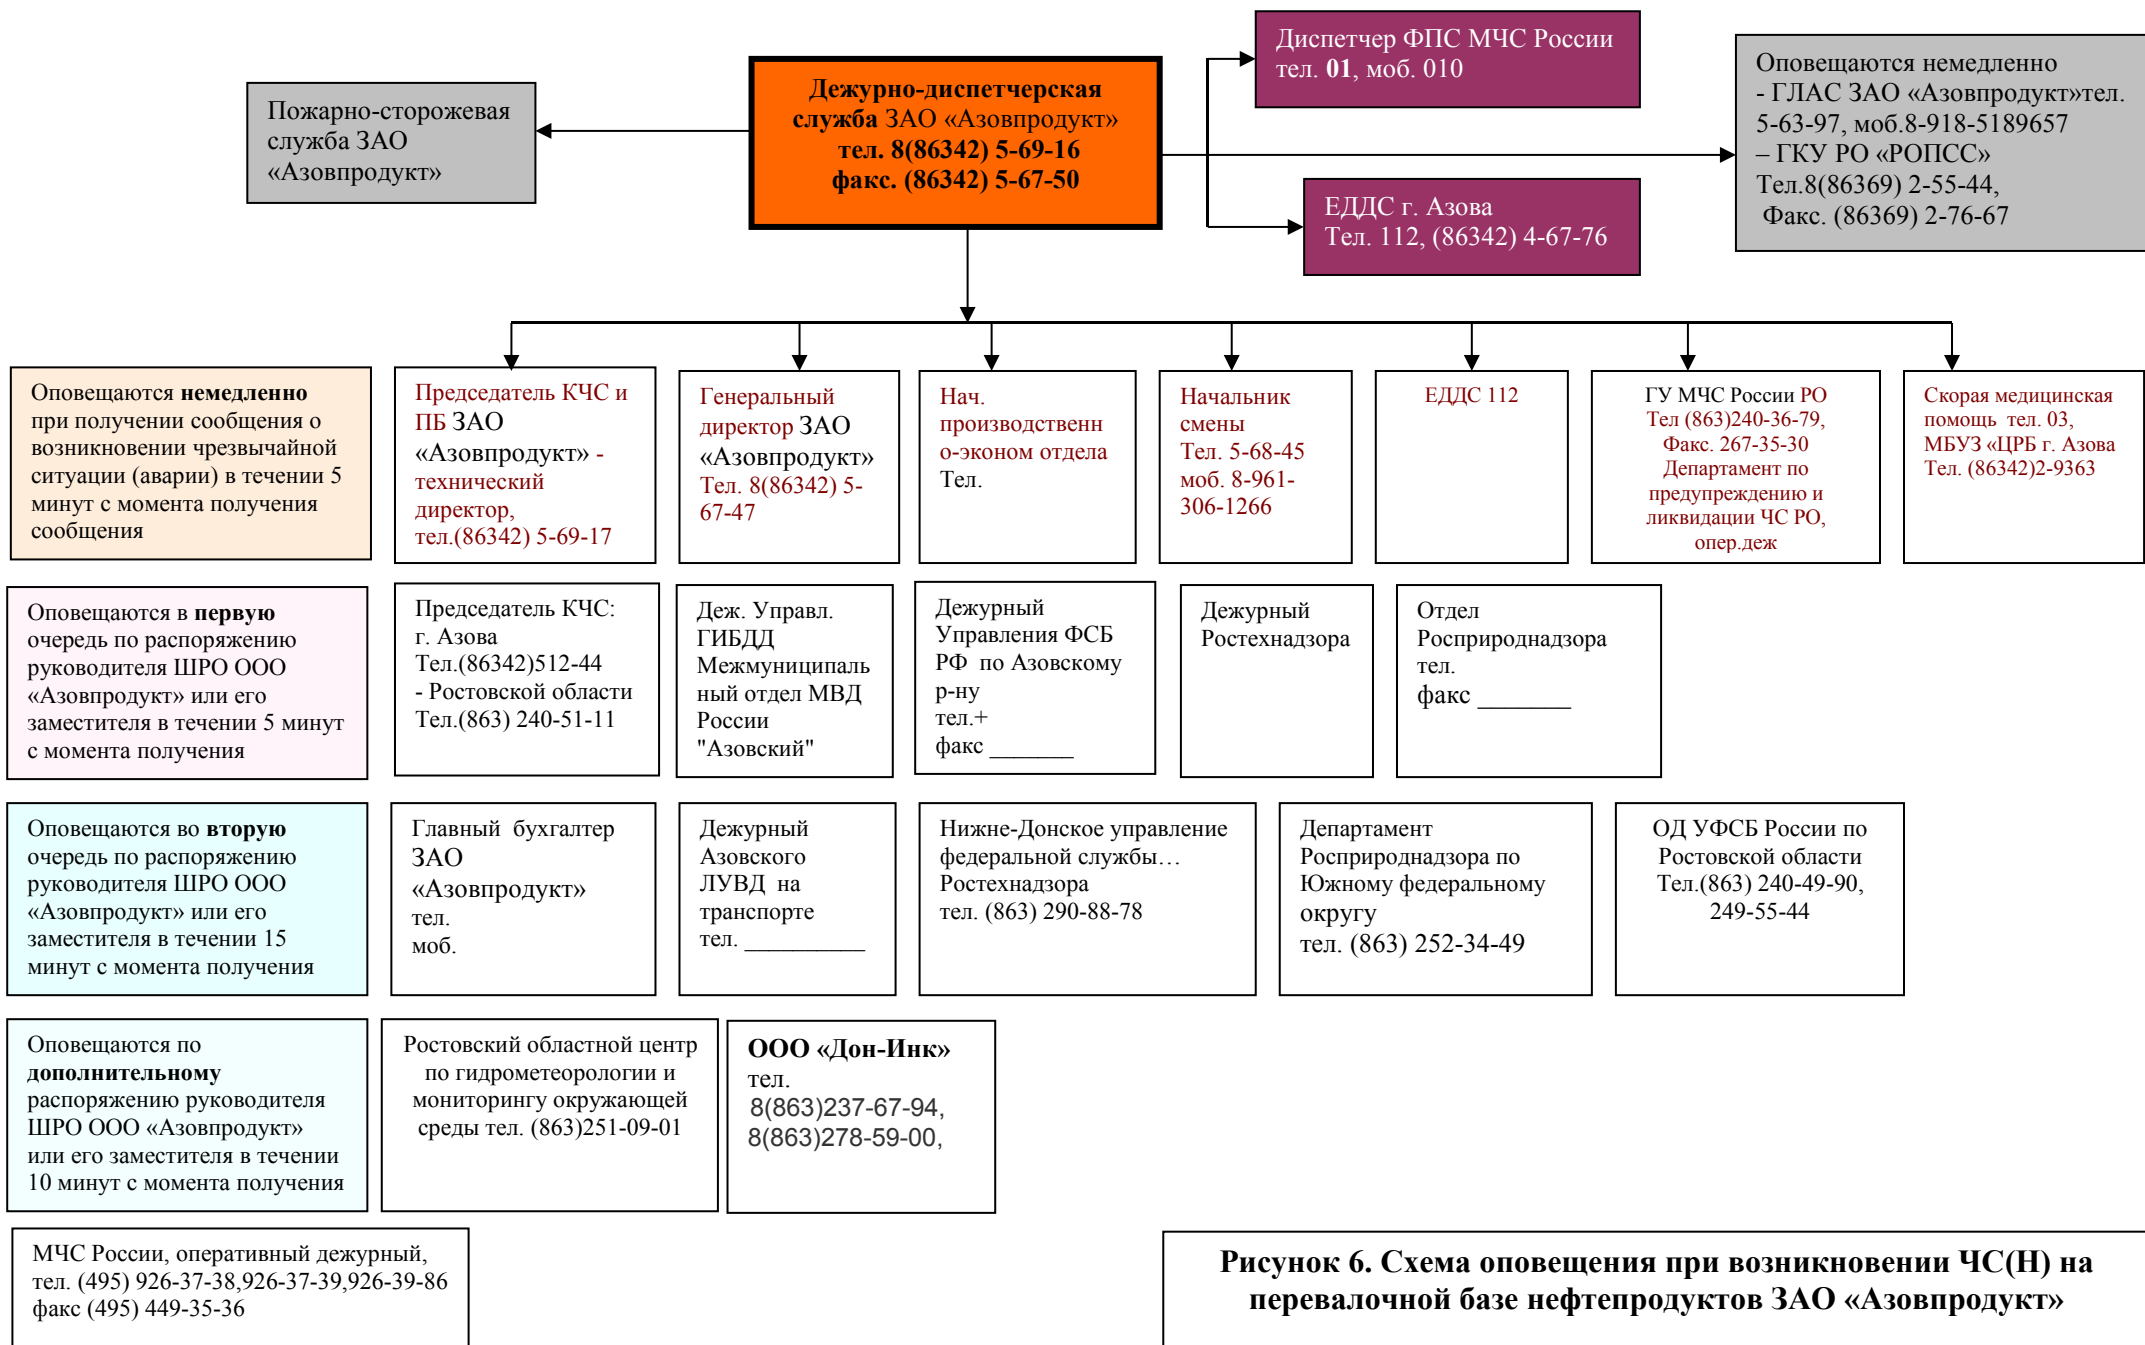 Диспетчер ФПС МЧС России
тел. 01, моб. 010
Пожарно-сторожевая
служба ЗАО
«Азовпродукт»
Дежурно-диспетчерская
служба ЗАО «Азовпродукт»
тел. 8(86342) 5-69-16
факс. (86342) 5-67-50
Оповещаются немедленно
- ГЛАС ЗАО «Азовпродукт»тел.
5-63-97, моб.8-918-5189657
– ГКУ РО «РОПСС»
Тел.8(86369) 2-55-44,
Факс. (86369) 2-76-67
ЕДДС г. Азова
Тел. 112, (86342) 4-67-76
Оповещаются немедленно
при получении сообщения о
возникновении чрезвычайной
ситуации (аварии) в течении 5
минут с момента получения
сообщения
Председатель КЧС и
ПБ ЗАО
«Азовпродукт» -
технический
директор,
тел.(86342) 5-69-17
Генеральный
директор ЗАО
«Азовпродукт»
Тел. 8(86342) 5-
67-47
Нач.
производственн
о-эконом отдела
Тел.
Начальник
смены
Тел. 5-68-45
моб. 8-961-
306-1266
ЕДДС 112
ГУ МЧС России РО
Тел (863)240-36-79,
Факс. 267-35-30
Департамент по
предупреждению и
ликвидации ЧС РО,
опер.деж
Скорая медицинская
помощь тел. 03,
МБУЗ «ЦРБ г. Азова
Тел. (86342)2-9363
Оповещаются в первую
очередь по распоряжению
руководителя ШРО ООО
«Азовпродукт» или его
заместителя в течении 5 минут
с момента получения
Председатель КЧС:
г. Азова
Тел.(86342)512-44
- Ростовской области
Тел.(863) 240-51-11
Деж. Управл.
ГИБДД
Межмуниципаль
ный отдел МВД
России
"Азовский"
Дежурный
Управления ФСБ
РФ по Азовскому
р-ну
тел.+
факс _______
Дежурный
Ростехнадзора
Отдел
Росприроднадзора
тел.
факс _______
Оповещаются во вторую
очередь по распоряжению
руководителя ШРО ООО
«Азовпродукт» или его
заместителя в течении 15
минут с момента получения
Главный бухгалтер
ЗАО
«Азовпродукт»
тел.
моб.
Дежурный
Азовского
ЛУВД на
транспорте
тел. __________
Нижне-Донское управление
федеральной службы…
Ростехнадзора
тел. (863) 290-88-78
Департамент
Росприроднадзора по
Южному федеральному
округу
тел. (863) 252-34-49
ОД УФСБ России по
Ростовской области
Тел.(863) 240-49-90,
249-55-44
Оповещаются по
дополнительному
распоряжению руководителя
ШРО ООО «Азовпродукт»
или его заместителя в течении
10 минут с момента получения
Ростовский областной центр
по гидрометеорологии и
мониторингу окружающей
среды тел. (863)251-09-01
ООО «Дон-Инк»
тел.
8(863)237-67-94,
8(863)278-59-00,
МЧС России, оперативный дежурный,
тел. (495) 926-37-38,926-37-39,926-39-86
факс (495) 449-35-36
Рисунок 6. Схема оповещения при возникновении ЧС(Н) на
перевалочной базе нефтепродуктов ЗАО «Азовпродукт»